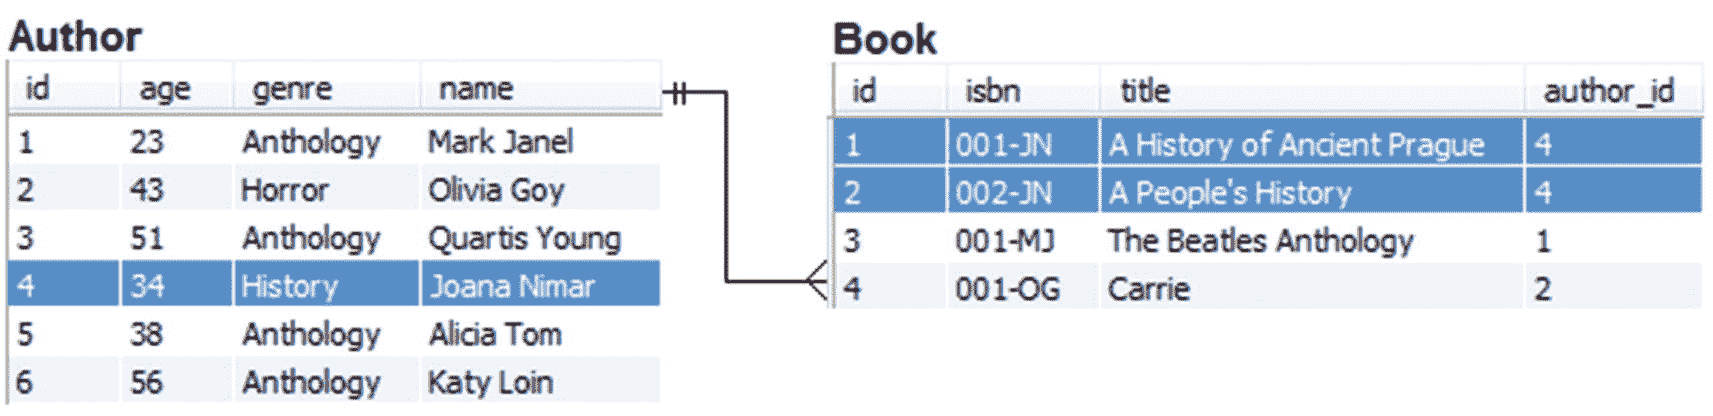 Author
id age genre name
1 23 Anthology Mark Janel
2 43 Horror Olivia Goy
3 51 Anthology Quartis Young
4 34 History Joana Nimar
5 38 Anthology Alicia Tom
6 56 Anthology Katy Loin
Book
id isbn title author_id
1 001-JN A History of Ancient Prague 4
2 002-JN A People's History 4
3 001-MJ The Beatles Anthology 1
4 001-OG Carrie 2